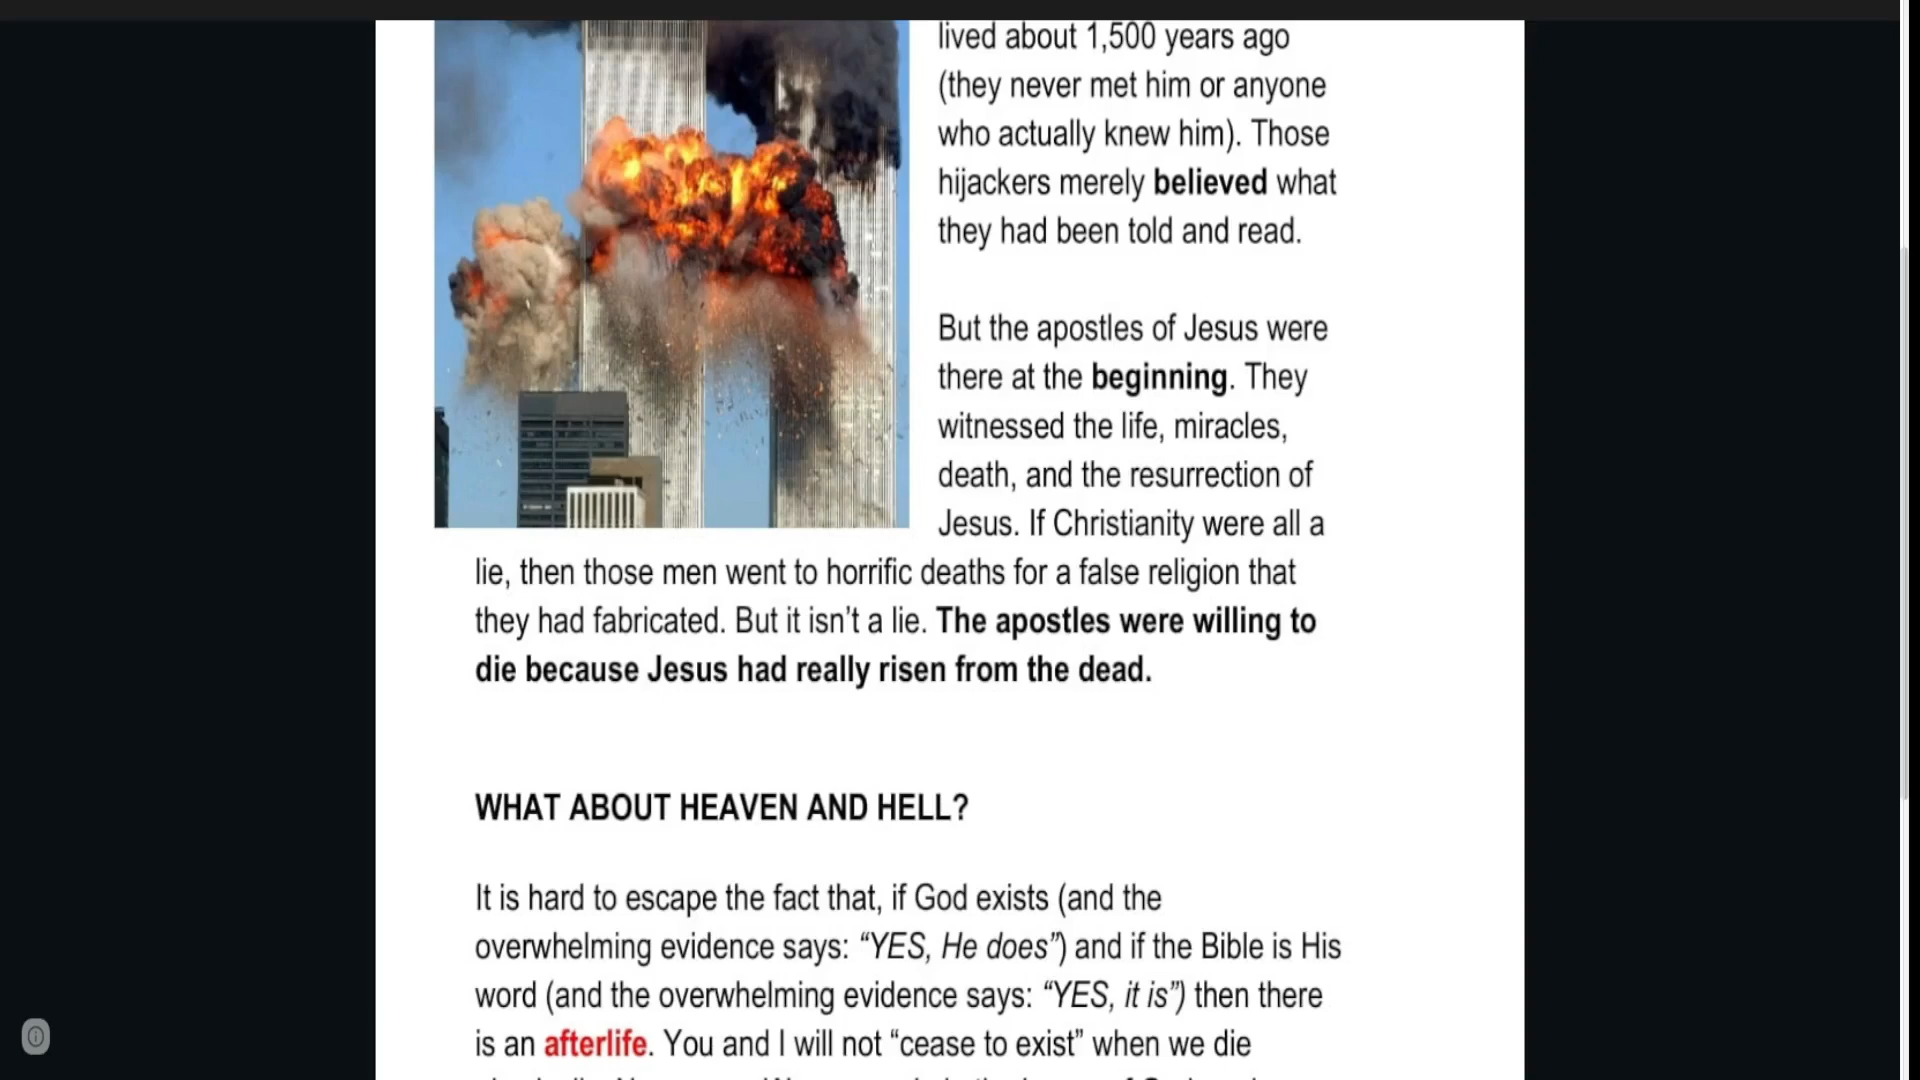 lived about 1,500 years ago
(they never met him or anyone
who actually knew him). Those
hijackers merely believed what
they had been told and read.
But the apostles of Jesus were
there at the beginning. They
witnessed the life, miracles,
death, and the resurrection of
Jesus. If Christianity were all a
lie, then those men went to horrific deaths for a false religion that
they had fabricated. But it isn’t a lie. The apostles were willing to
die because Jesus had really risen from the dead.
WHAT ABOUT HEAVEN AND HELL?
It is hard to escape the fact that, if God exists (and the
overwhelming evidence says: “YES, He does”) and if the Bible is His
word (and the overwhelming evidence says: “YES, it is”) then there
is an afterlife. You and I will not “cease to exist” when we die